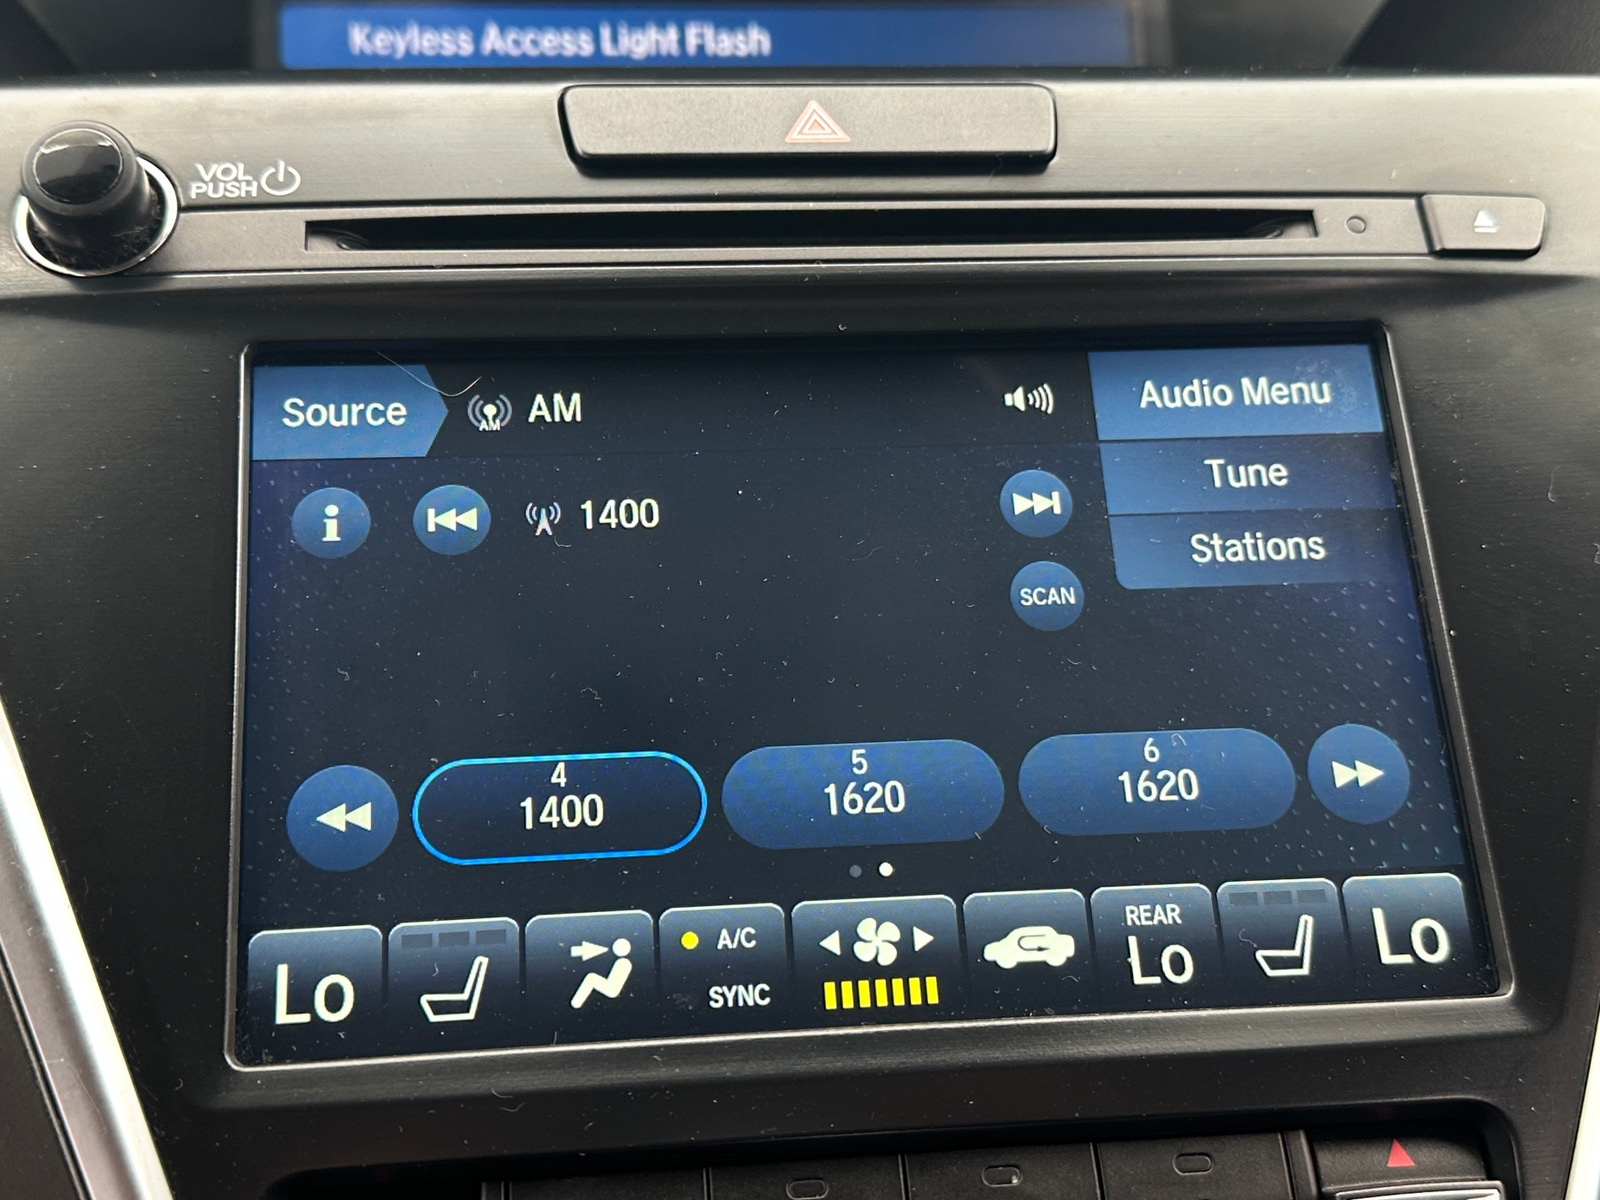 Keyless Access Light Flash
VOL
PUSH
Source
AM
AM
Audio Menu
i
1400
Tune
Stations
SCAN
4
1400
5
1620
6
1620
Lo
A/C
SYNC
REAR
Lo
Lo